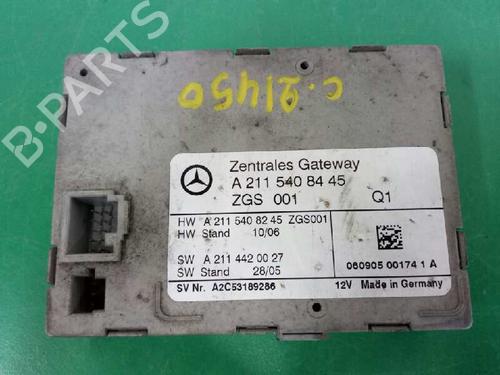 c.21450
B-PARTS
Zentrales Gateway
A 211 540 84 45
ZGS 001 Q1
HW A 211 540 82 45 ZGS001
HW Stand 10/06
SW A 211 442 00 27
SW Stand 28/05
060905 00174 1 A
SV Nr. A2C53189286 12V Made in Germany